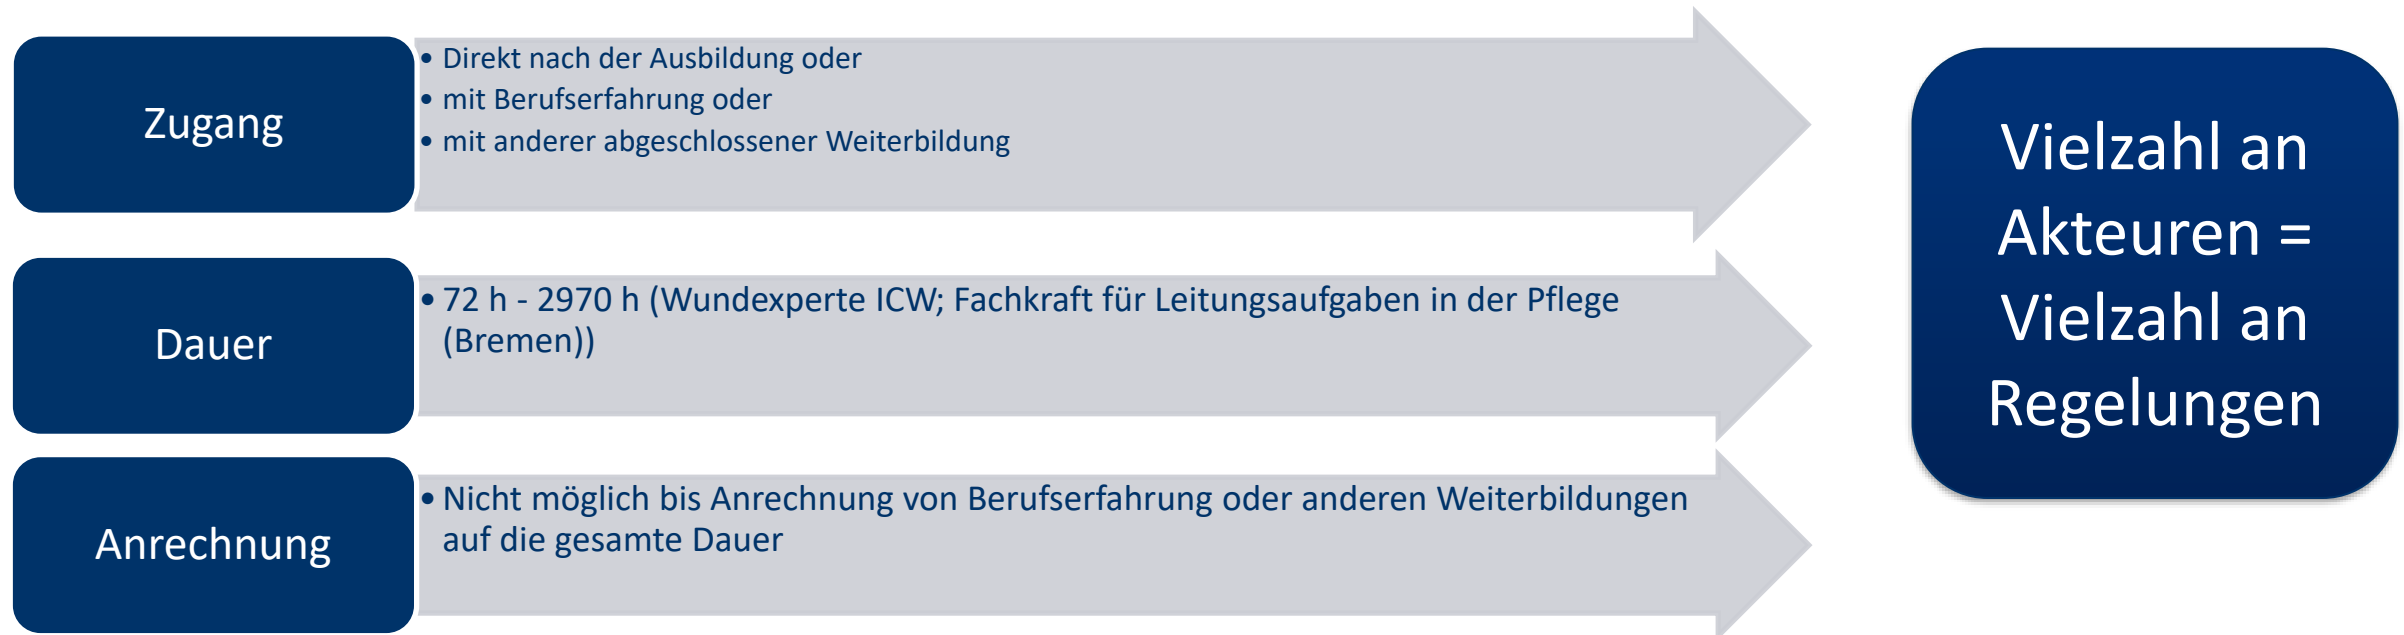 Zugang
• Direkt nach der Ausbildung oder
• mit Berufserfahrung oder
• mit anderer abgeschlossener Weiterbildung
Dauer
• 72 h - 2970 h (Wundexperte ICW; Fachkraft für Leitungsaufgaben in der Pflege
(Bremen))
Anrechnung
• Nicht möglich bis Anrechnung von Berufserfahrung oder anderen Weiterbildungen
auf die gesamte Dauer
Vielzahl an
Akteuren =
Vielzahl an
Regelungen